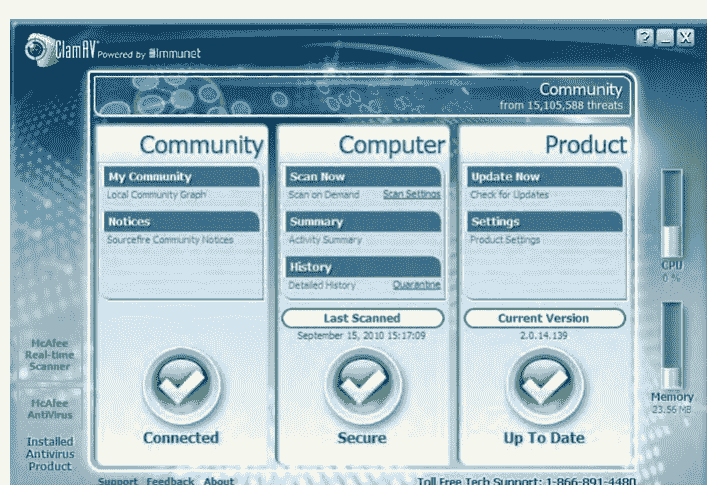 ClamAV Powered by Immunet
? _ X
Community
from 15,105,588 threats
Community
My Community
Local Community Graph
Notices
Sourcefire Community Notices
Connected
Computer
Scan Now
Scan on Demand Scan Settings
Summary
Activity Summary
History
Detailed History Quarantine
Last Scanned
September 15, 2010 15:17:09
Secure
Product
Update Now
Check for Updates
Settings
Product Settings
Current Version
2.0.14.139
Up To Date
CPU
0 %
Memory
23.56 MB
McAfee
Real-time
Scanner
McAfee
AntiVirus
Installed
Antivirus
Product
Support Feedback About
Toll Free Tech Support: 1-866-891-4480